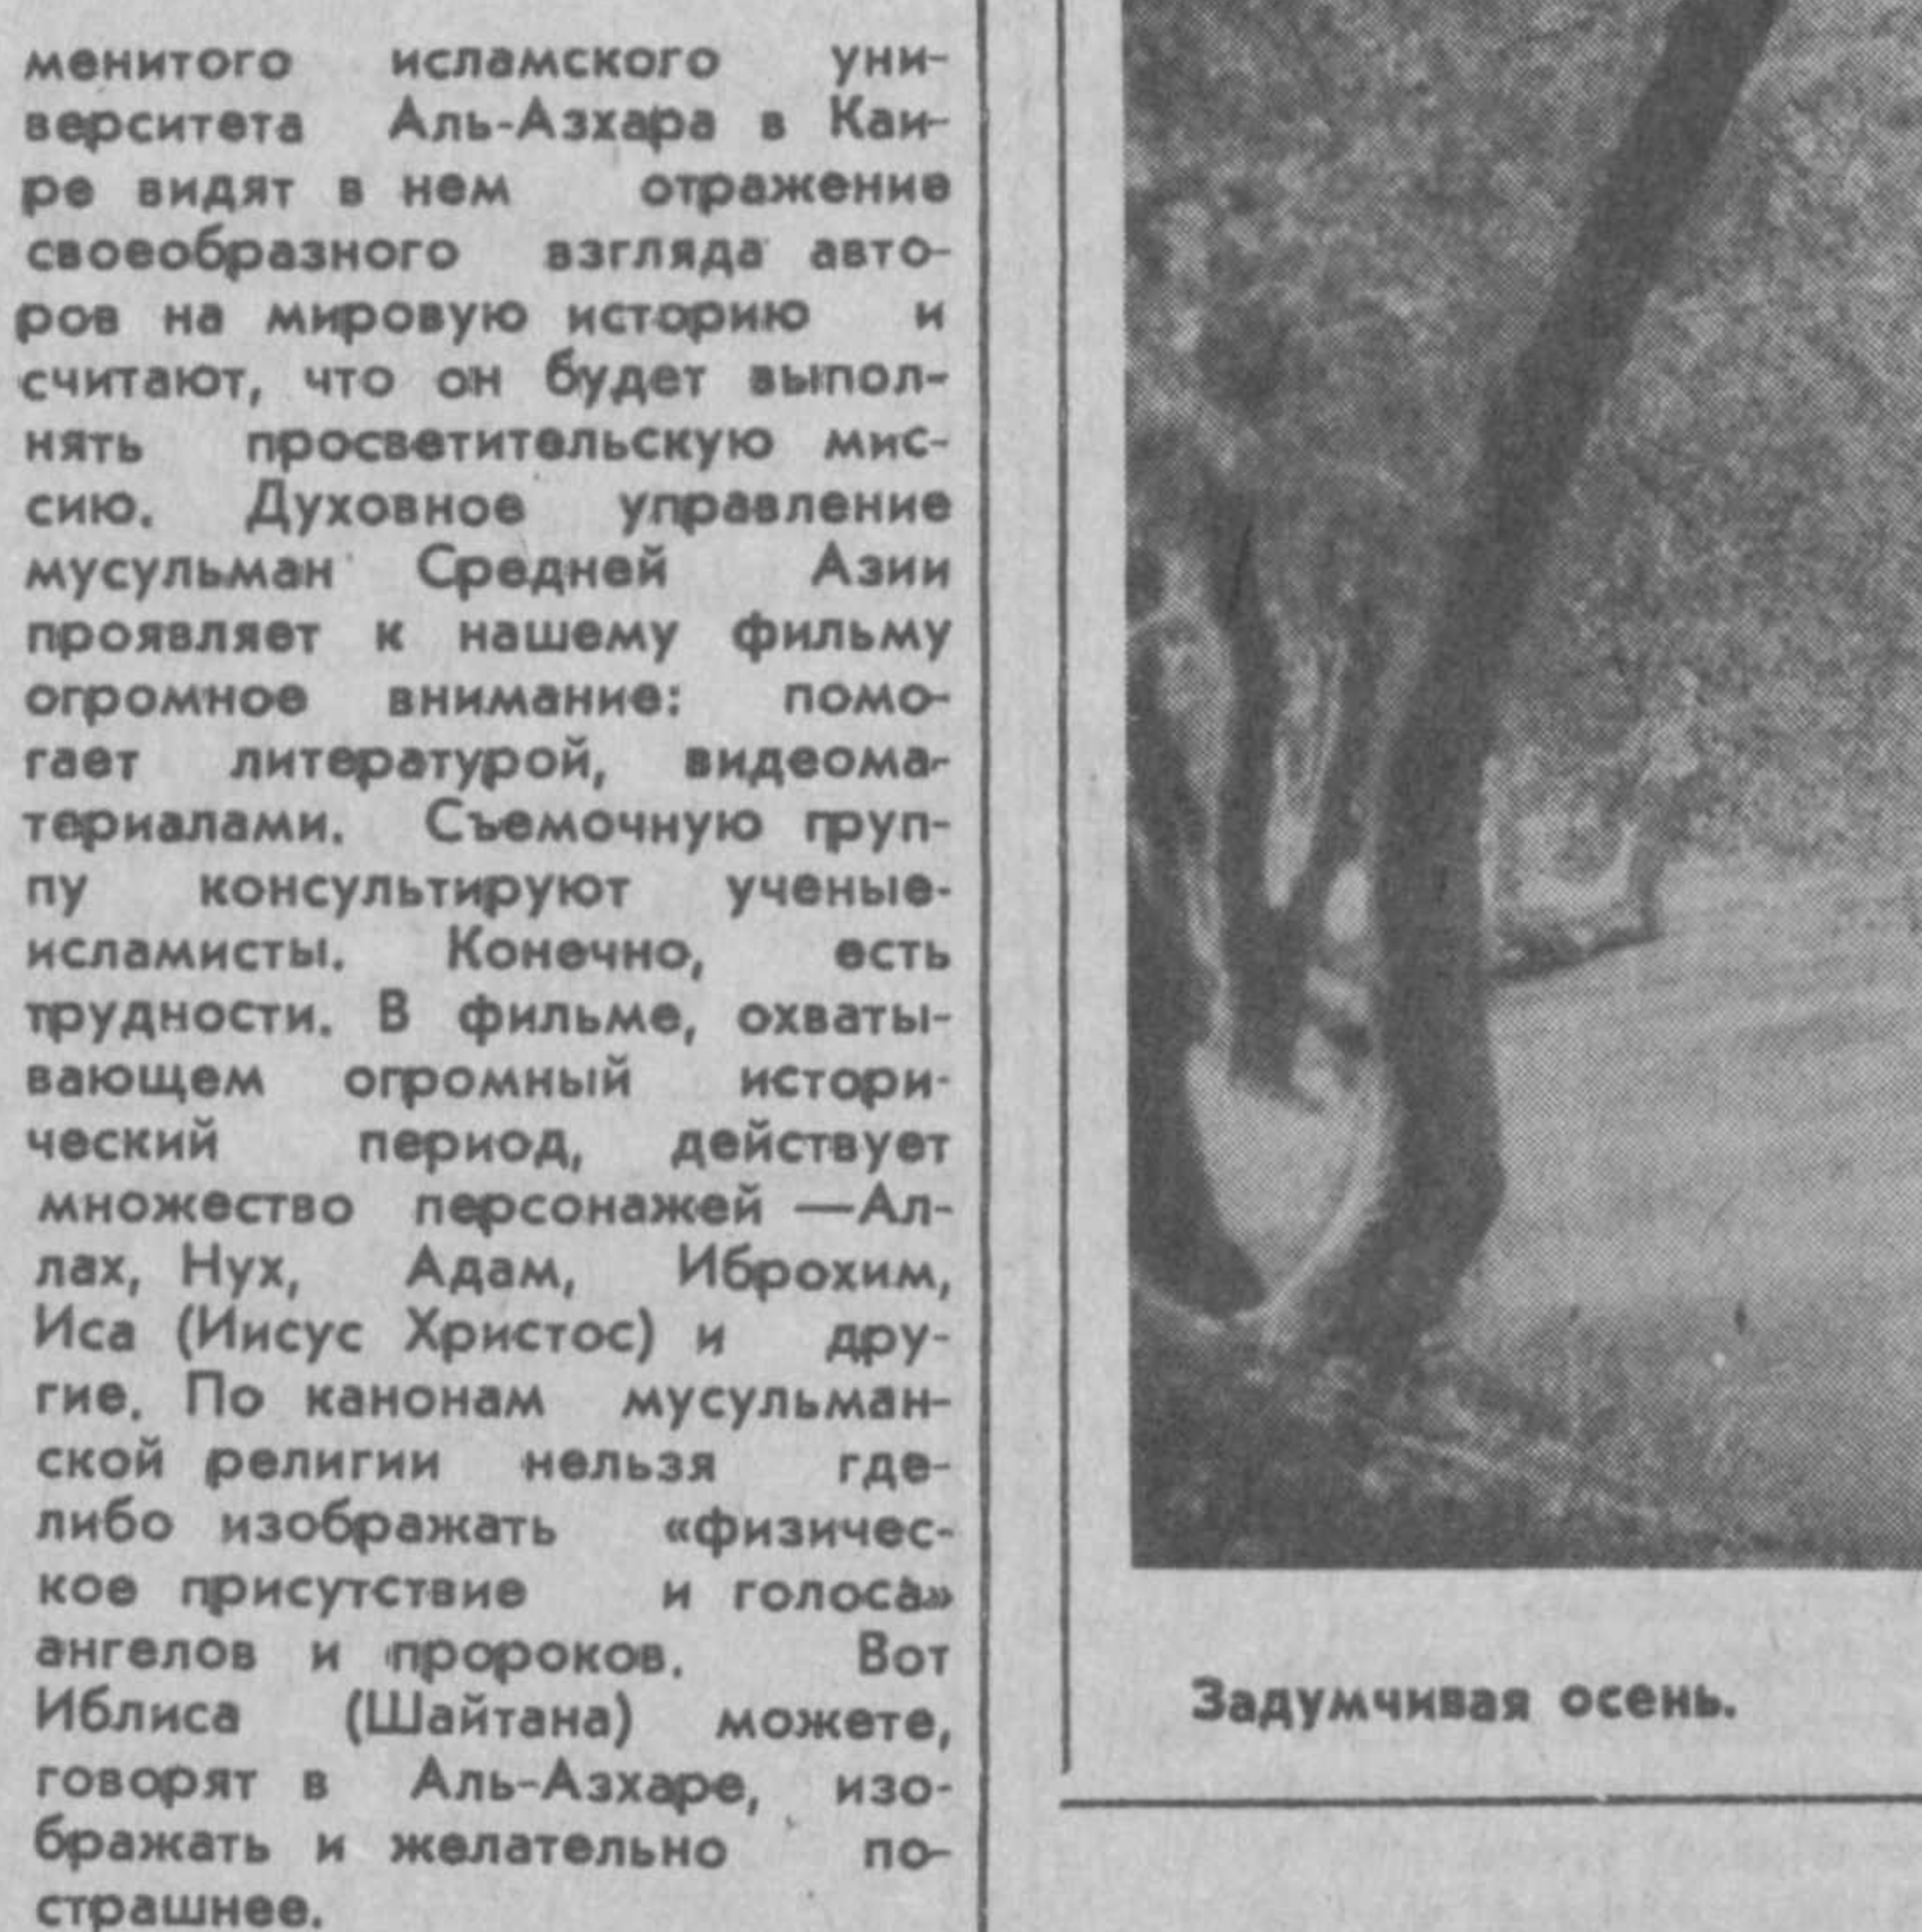 менитого исламского уни-
верситета Аль-Азхара в Каи-
ре видят в нем отражение
своеобразного взгляда авто-
ров на мировую историю и
считают, что он будет выпол-
нять просветительскую мис-
сию. Духовное управление
мусульман Средней Азии
проявляет к нашему фильму
огромное внимание: помо-
гает литературой, видеома-
териалами. Съемочную груп-
пу консультируют ученые-
исламисты. Конечно, есть
трудности. В фильме, охваты-
вающем огромный истори-
ческий период, действует
множество персонажей —Ал-
лах, Нух, Адам, Иброхим,
Иса (Иисус Христос) и дру-
гие. По канонам мусульман-
ской религии нельзя где-
либо изображать «физичес-
кое присутствие и голоса»
ангелов и пророков. Вот
Иблиса (Шайтана) можете,
говорят в Аль-Азхаре, изо-
бражать и желательно по-
страшнее.
Задумчивая осень.